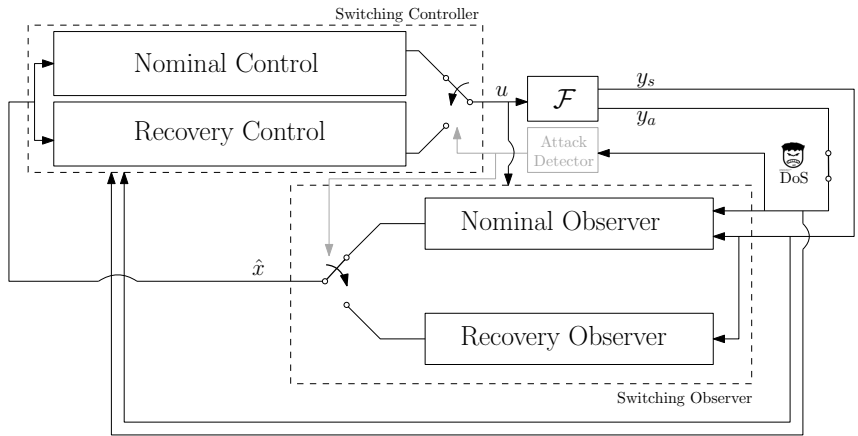 Switching Controller
Nominal Control
Recovery Control
u
ℱ
y_s
y_a
Attack
Detector
DoS
Nominal Observer
x̂
Recovery Observer
Switching Observer